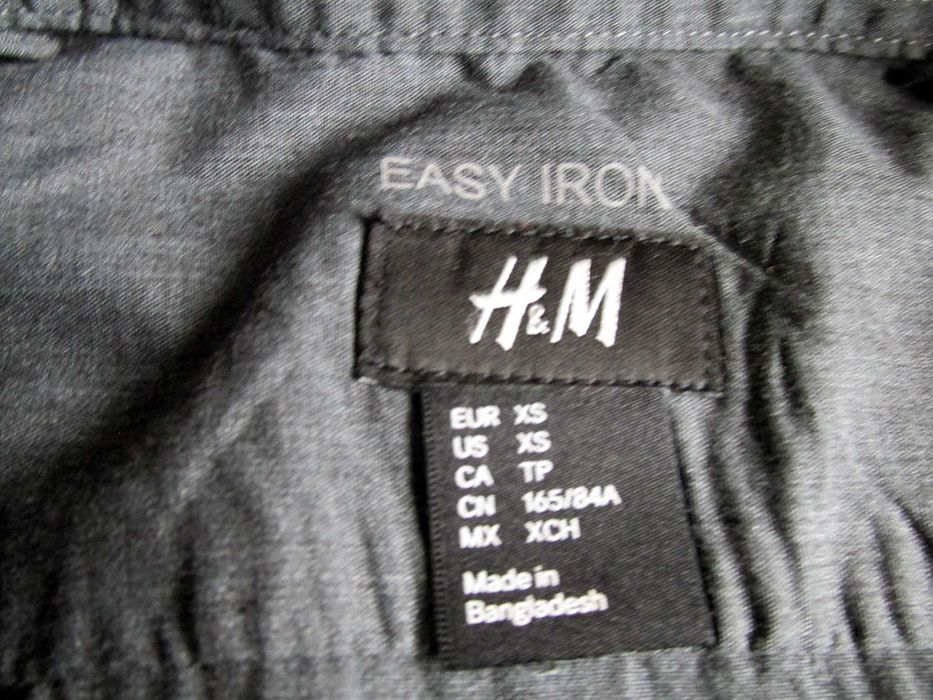 EASY IRON
H&M
EUR XS
US XS
CA TP
CN 165/84A
MX XCH
Made in
Bangladesh